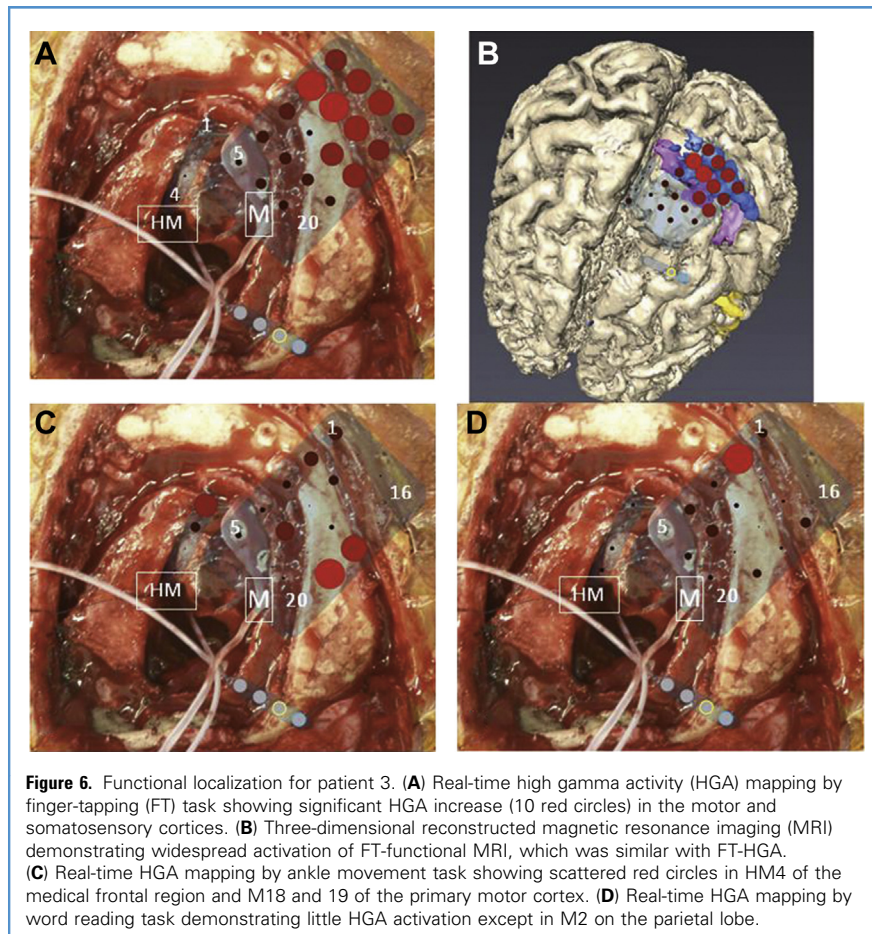 A
B
1
5
4
HM
M
20
C
D
1
1
16
16
5
5
HM
M
HM
M
20
20
Figure 6. Functional localization for patient 3. (A) Real-time high gamma activity (HGA) mapping by
finger-tapping (FT) task showing significant HGA increase (10 red circles) in the motor and
somatosensory cortices. (B) Three-dimensional reconstructed magnetic resonance imaging (MRI)
demonstrating widespread activation of FT-functional MRI, which was similar with FT-HGA.
(C) Real-time HGA mapping by ankle movement task showing scattered red circles in HM4 of the
medical frontal region and M18 and 19 of the primary motor cortex. (D) Real-time HGA mapping by
word reading task demonstrating little HGA activation except in M2 on the parietal lobe.